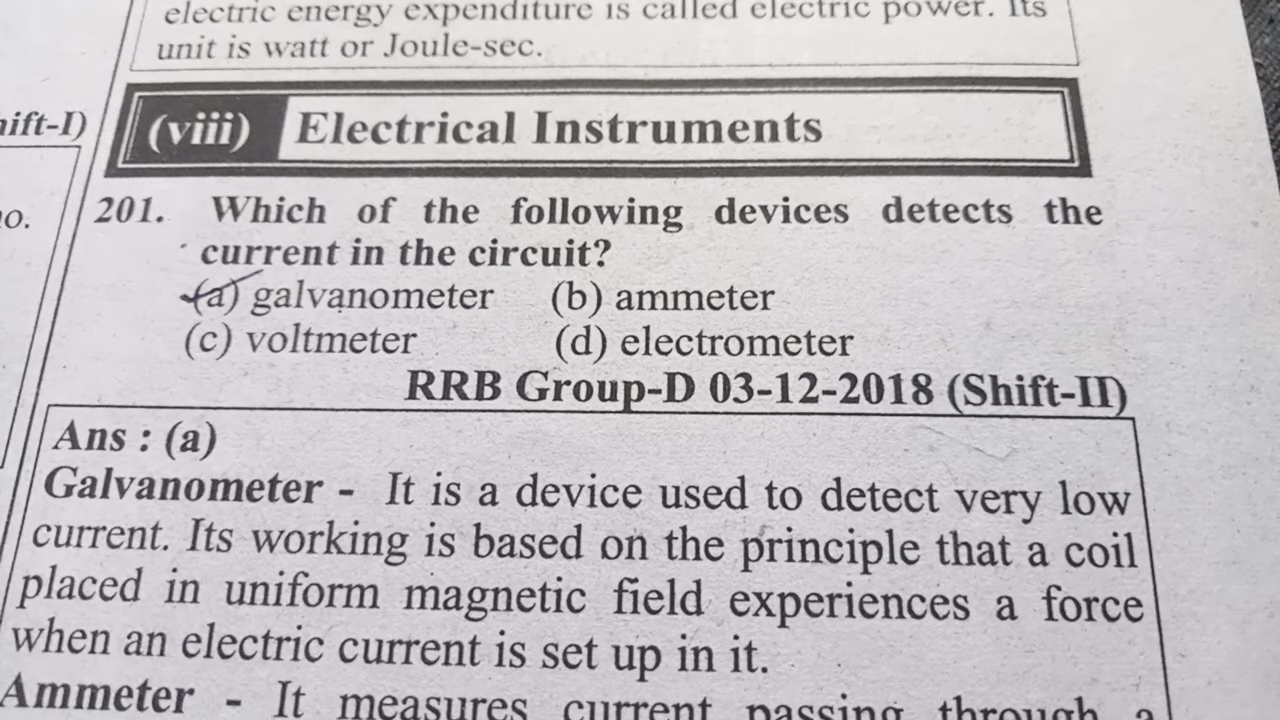 electric energy expenditure is called electric power. Its
unit is watt or Joule-sec.
(viii) Electrical Instruments
ift-I)
o.
201. Which of the following devices detects the
current in the circuit?
(a) galvanometer (b) ammeter
(c) voltmeter (d) electrometer
RRB Group-D 03-12-2018 (Shift-II)
Ans : (a)
Galvanometer - It is a device used to detect very low
current. Its working is based on the principle that a coil
placed in uniform magnetic field experiences a force
when an electric current is set up in it.
Ammeter - It measures current passing through a